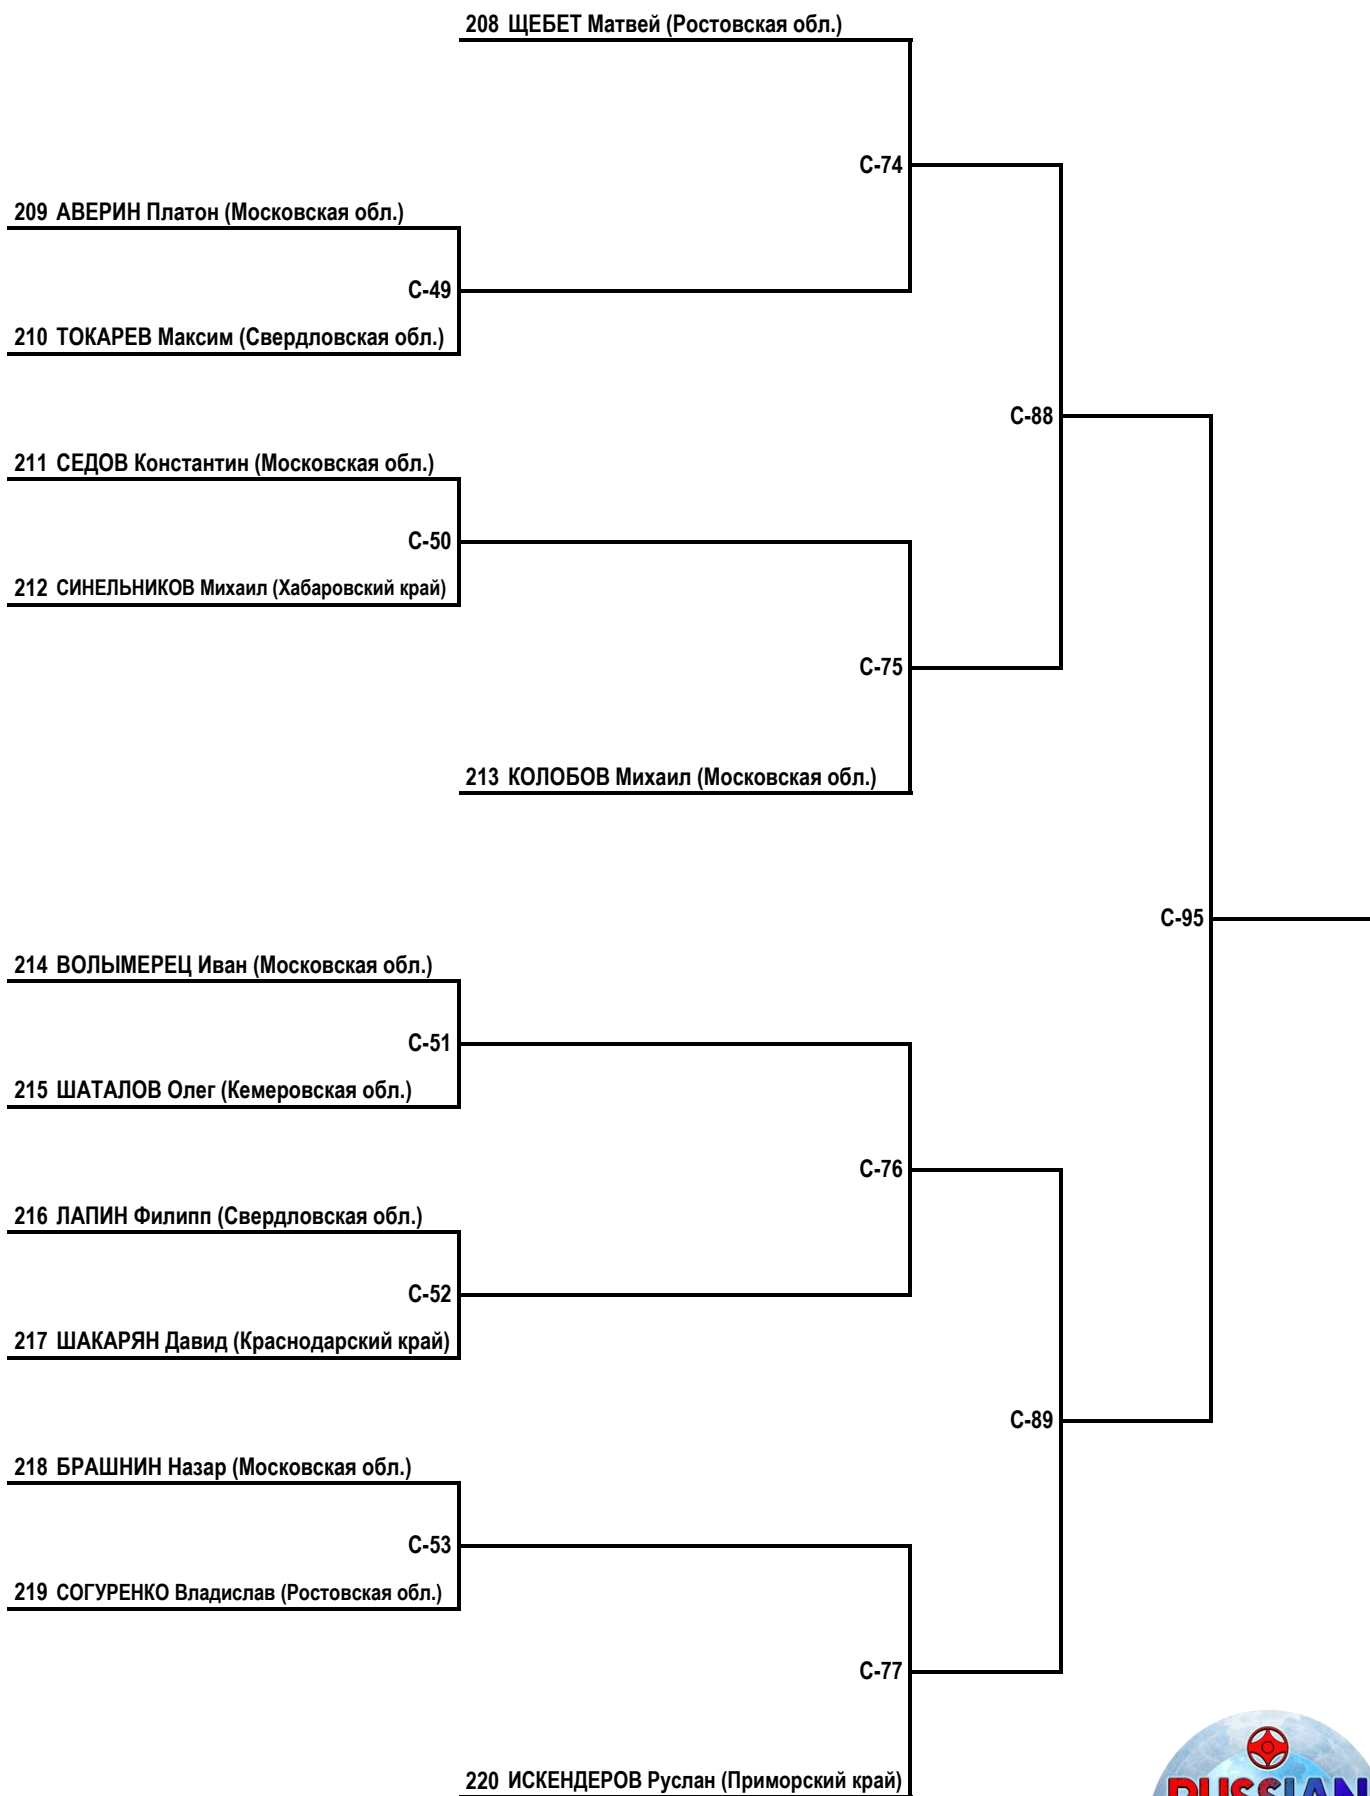 208 ЩЕБЕТ Матвей (Ростовская обл.)
С-74
209 АВЕРИН Платон (Московская обл.)
С-49
210 ТОКАРЕВ Максим (Свердловская обл.)
С-88
211 СЕДОВ Константин (Московская обл.)
С-50
212 СИНЕЛЬНИКОВ Михаил (Хабаровский край)
С-75
213 КОЛОБОВ Михаил (Московская обл.)
С-95
214 ВОЛЫМЕРЕЦ Иван (Московская обл.)
С-51
215 ШАТАЛОВ Олег (Кемеровская обл.)
С-76
216 ЛАПИН Филипп (Свердловская обл.)
С-52
217 ШАКАРЯН Давид (Краснодарский край)
С-89
218 БРАШНИН Назар (Московская обл.)
С-53
219 СОГУРЕНКО Владислав (Ростовская обл.)
С-77
220 ИСКЕНДЕРОВ Руслан (Приморский край)
RUSSIAN